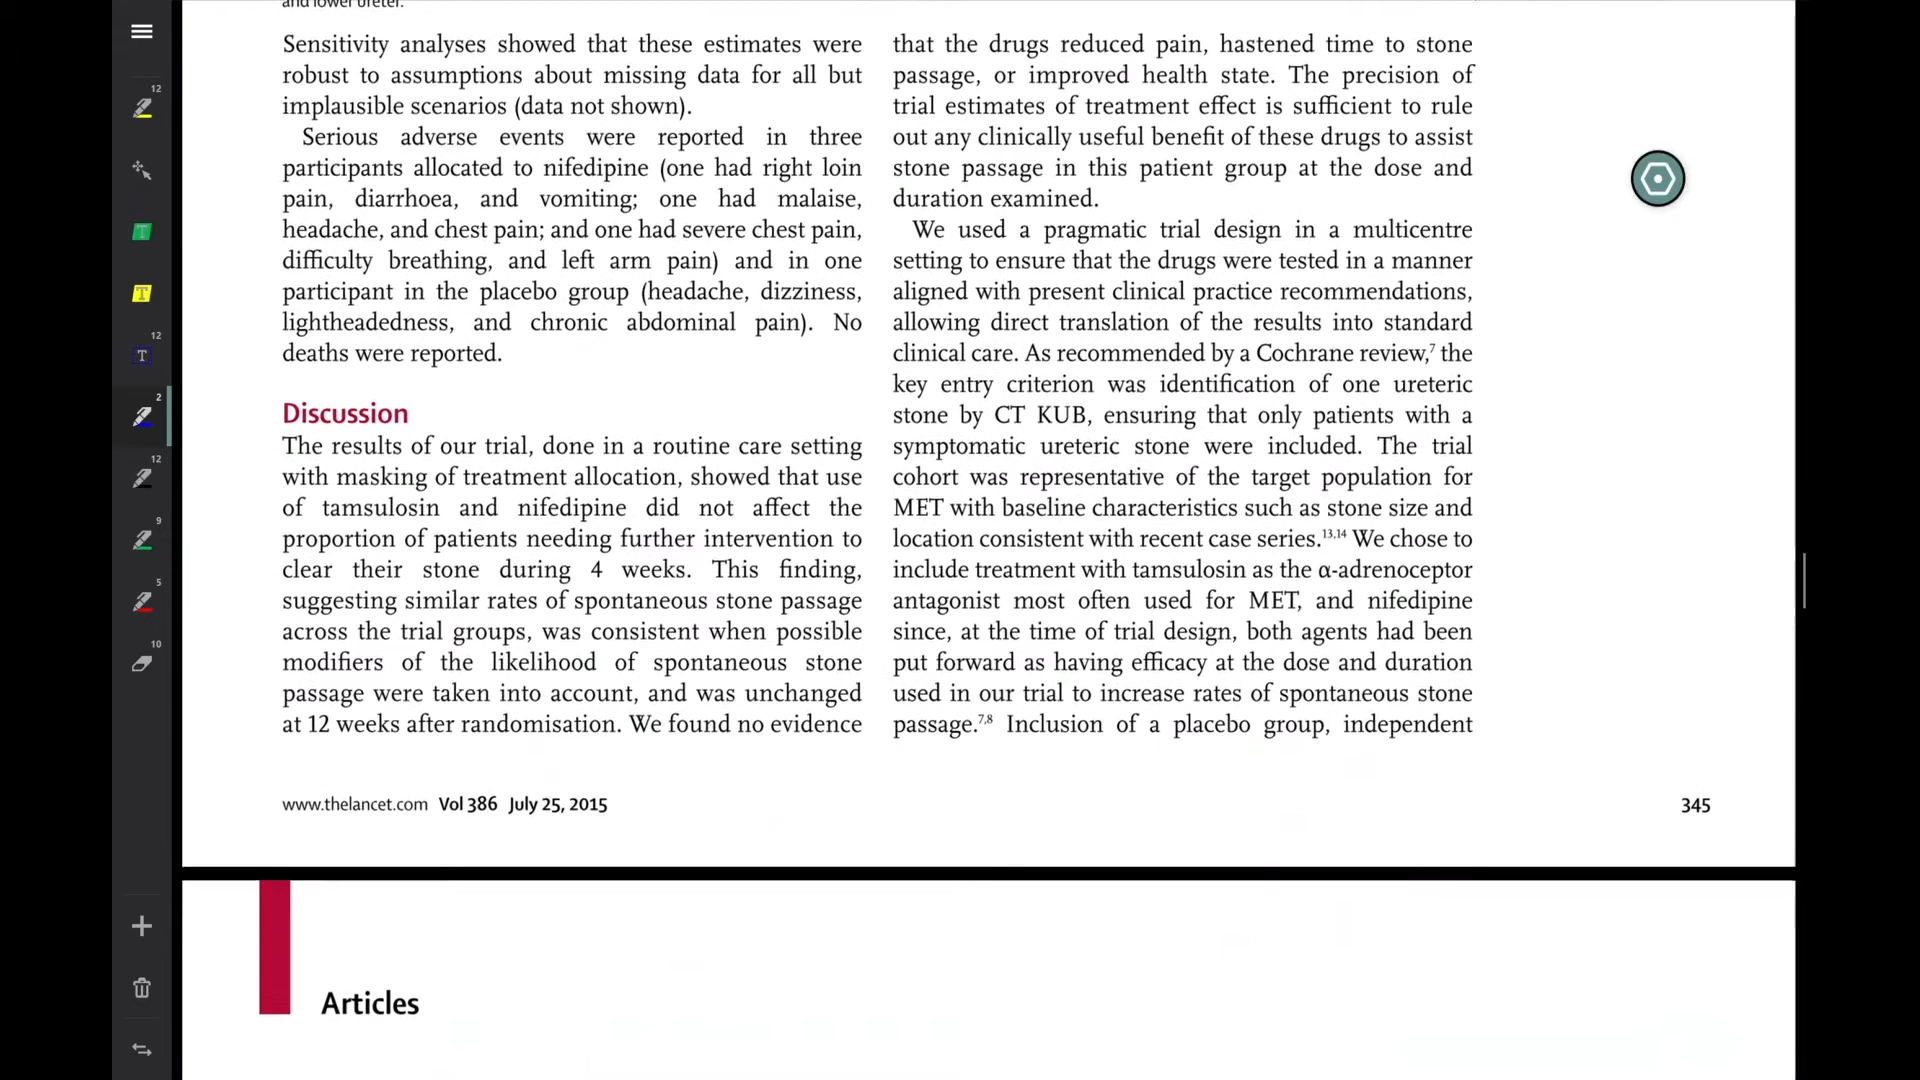 and lower ureter.
Sensitivity analyses showed that these estimates were
robust to assumptions about missing data for all but
implausible scenarios (data not shown).
Serious adverse events were reported in three
participants allocated to nifedipine (one had right loin
pain, diarrhoea, and vomiting; one had malaise,
headache, and chest pain; and one had severe chest pain,
difficulty breathing, and left arm pain) and in one
participant in the placebo group (headache, dizziness,
lightheadedness, and chronic abdominal pain). No
deaths were reported.
Discussion
The results of our trial, done in a routine care setting
with masking of treatment allocation, showed that use
of tamsulosin and nifedipine did not affect the
proportion of patients needing further intervention to
clear their stone during 4 weeks. This finding,
suggesting similar rates of spontaneous stone passage
across the trial groups, was consistent when possible
modifiers of the likelihood of spontaneous stone
passage were taken into account, and was unchanged
at 12 weeks after randomisation. We found no evidence
that the drugs reduced pain, hastened time to stone
passage, or improved health state. The precision of
trial estimates of treatment effect is sufficient to rule
out any clinically useful benefit of these drugs to assist
stone passage in this patient group at the dose and
duration examined.
We used a pragmatic trial design in a multicentre
setting to ensure that the drugs were tested in a manner
aligned with present clinical practice recommendations,
allowing direct translation of the results into standard
clinical care. As recommended by a Cochrane review,⁷ the
key entry criterion was identification of one ureteric
stone by CT KUB, ensuring that only patients with a
symptomatic ureteric stone were included. The trial
cohort was representative of the target population for
MET with baseline characteristics such as stone size and
location consistent with recent case series.¹³,¹⁴ We chose to
include treatment with tamsulosin as the α-adrenoceptor
antagonist most often used for MET, and nifedipine
since, at the time of trial design, both agents had been
put forward as having efficacy at the dose and duration
used in our trial to increase rates of spontaneous stone
passage.⁷,⁸ Inclusion of a placebo group, independent
www.thelancet.com Vol 386 July 25, 2015
345
Articles
12
T
T
12
T
2
12
9
5
10